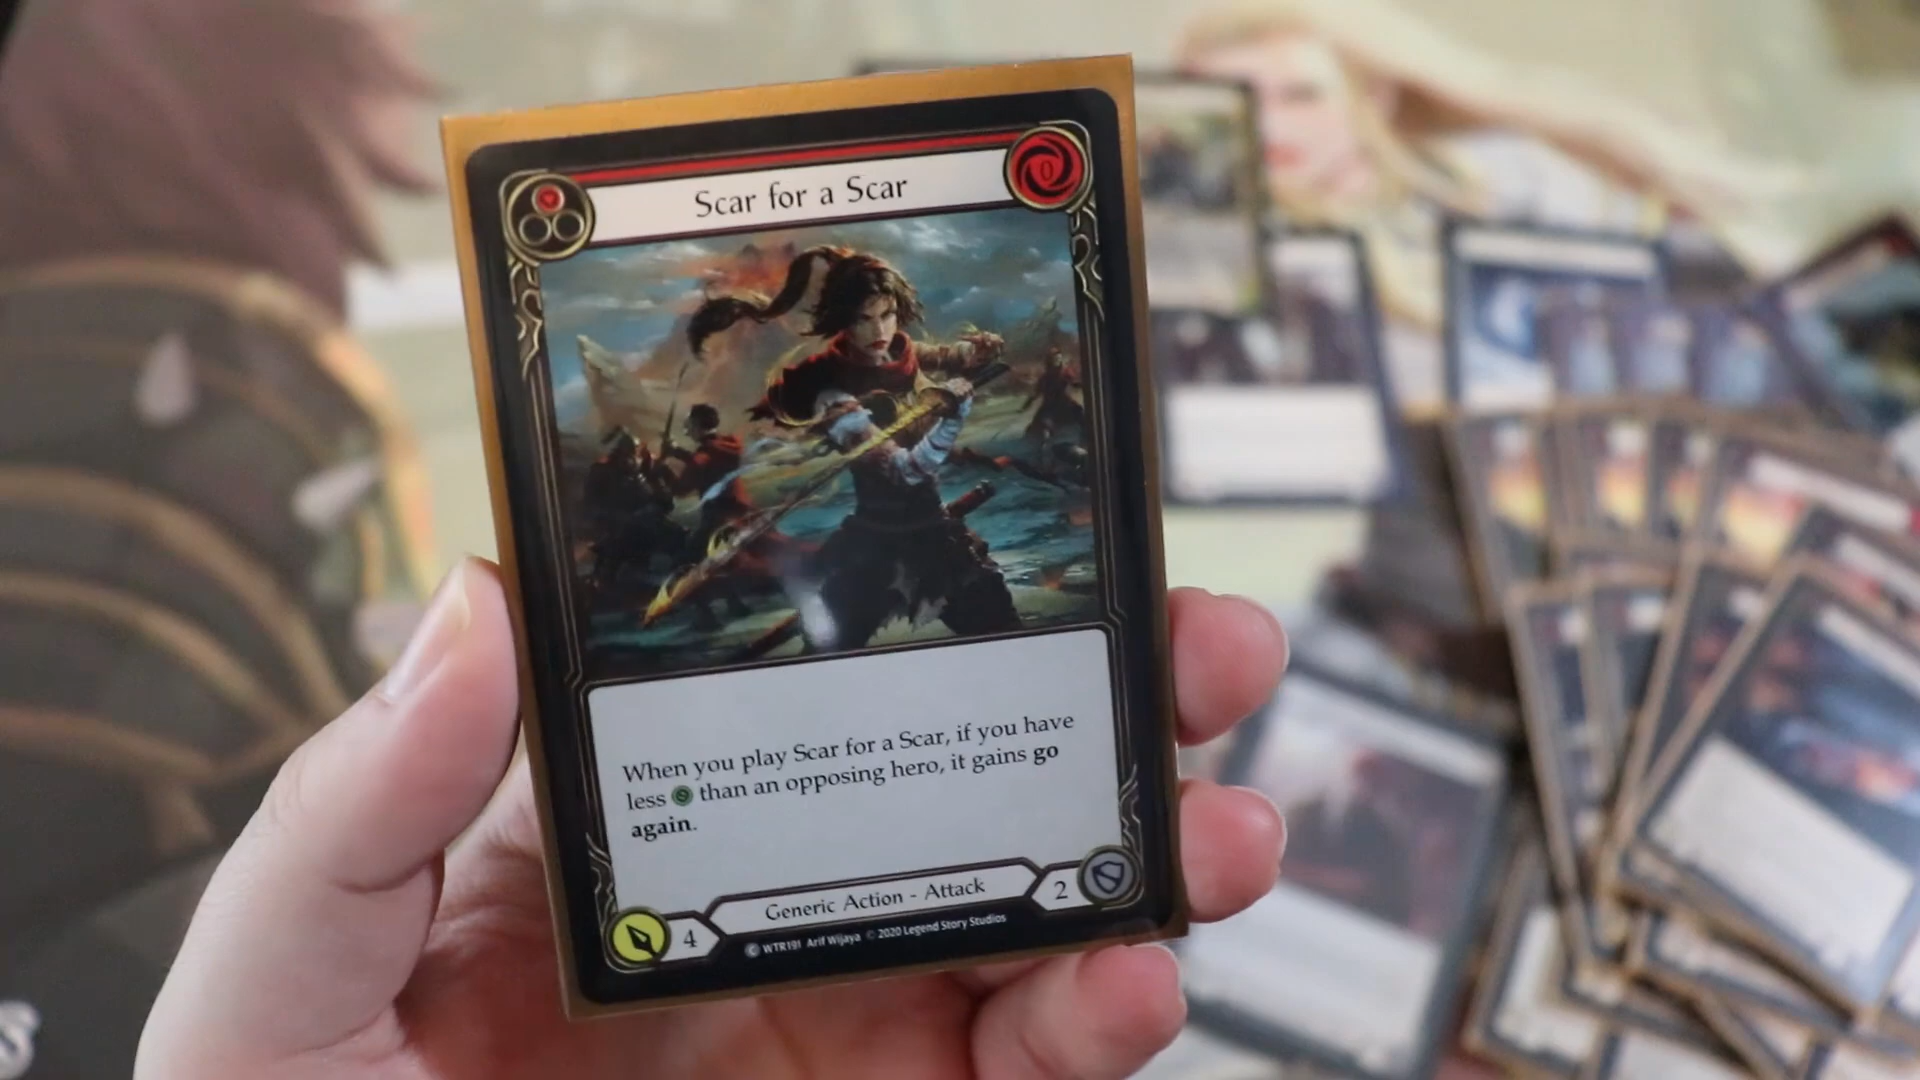 Scar for a Scar
0
When you play Scar for a Scar, if you have
less than an opposing hero, it gains go
again.
4
Generic Action - Attack
2
C WTR191 Arif Wijaya © 2020 Legend Story Studios